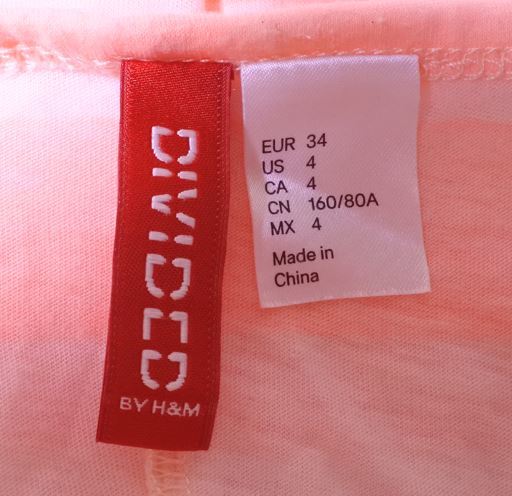 DIVIDED
BY H&M
EUR 34
US 4
CA 4
CN 160/80A
MX 4
Made in
China